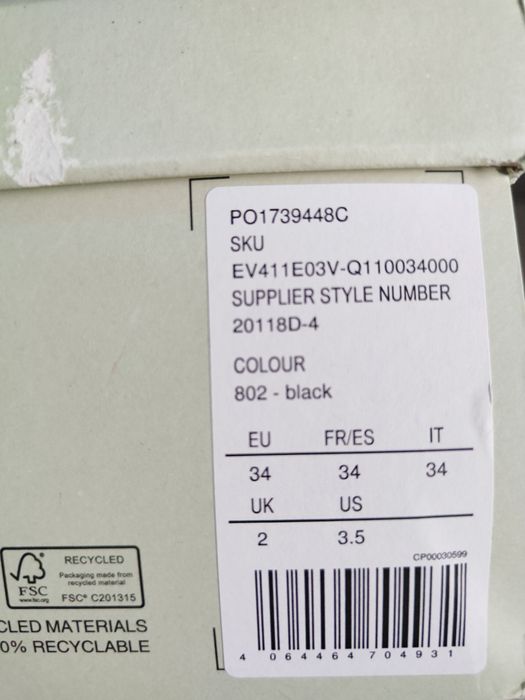 PO1739448C
SKU
EV411E03V-Q110034000
SUPPLIER STYLE NUMBER
20118D-4
COLOUR
802 - black
EU FR/ES IT
34 34 34
UK US
2 3.5
CP00030599
4 064464 704931
RECYCLED
Packaging made from
recycled material
FSC
www.fsc.org
FSC® C201315
CLED MATERIALS
0% RECYCLABLE